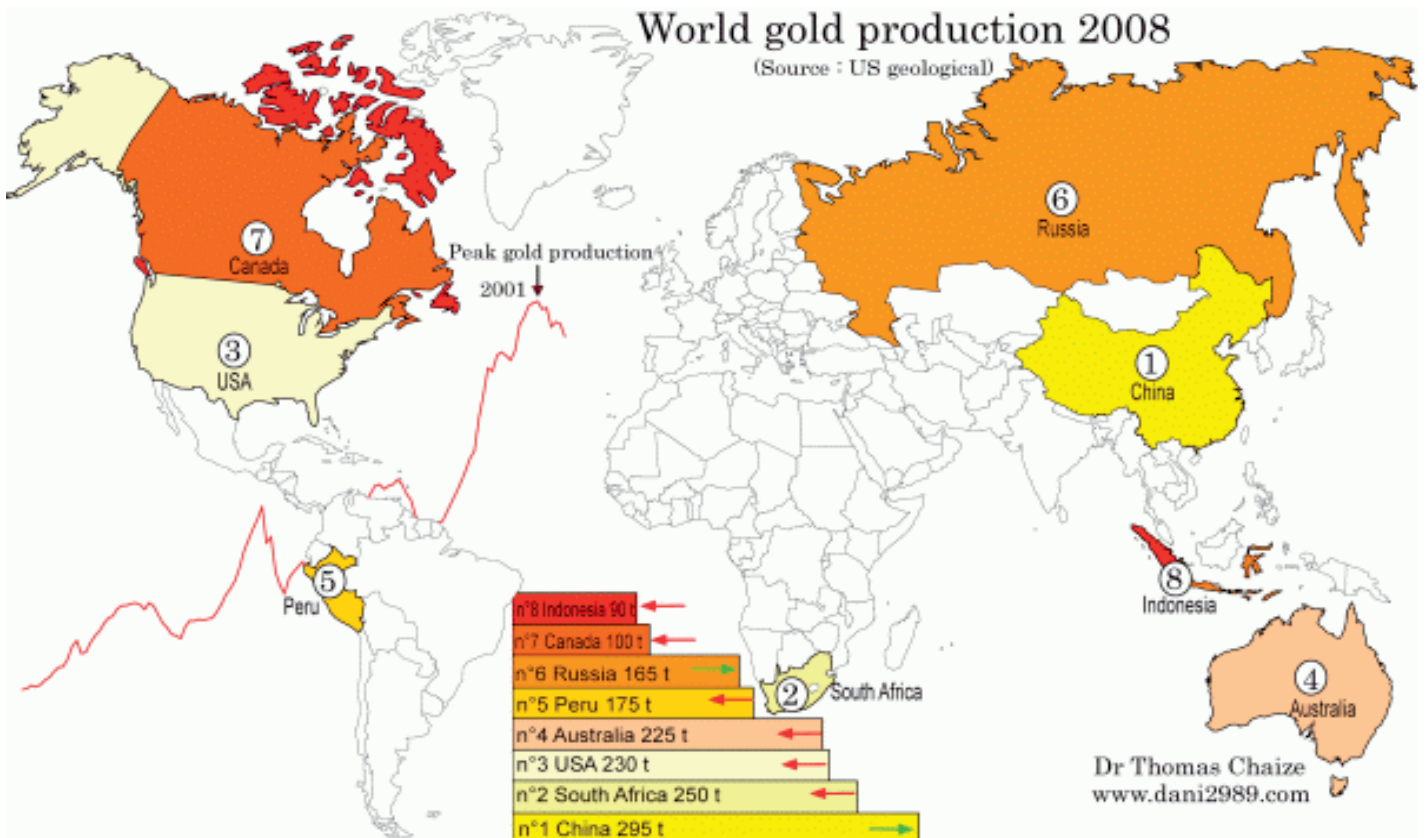 World gold production 2008
(Source : US geological)
6
Russia
7
Canada
Peak gold production
2001
3
USA
1
China
5
Peru
8
Indonesia
2
South Africa
4
Australia
n°8 Indonesia 90 t
n°7 Canada 100 t
n°6 Russia 165 t
n°5 Peru 175 t
n°4 Australia 225 t
n°3 USA 230 t
n°2 South Africa 250 t
n°1 China 295 t
Dr Thomas Chaize
www.dani2989.com